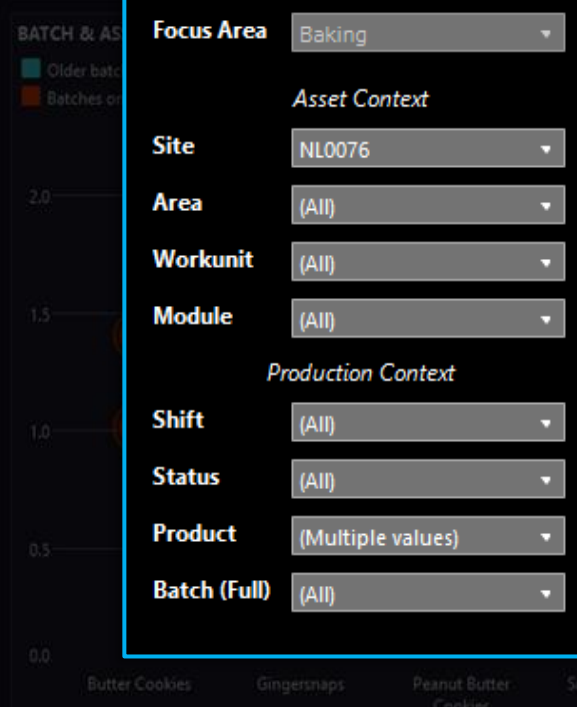 BATCH & AS
Focus Area Baking
Older batc
Batches or
Asset Context
Site NL0076
Area (All)
2.0
Workunit (All)
Module (All)
1.5
Production Context
Shift (All)
1.0
Status (All)
Product (Multiple values)
0.5
Batch (Full) (All)
0.0
Butter Cookies Gingersnaps Peanut Butter Cookies